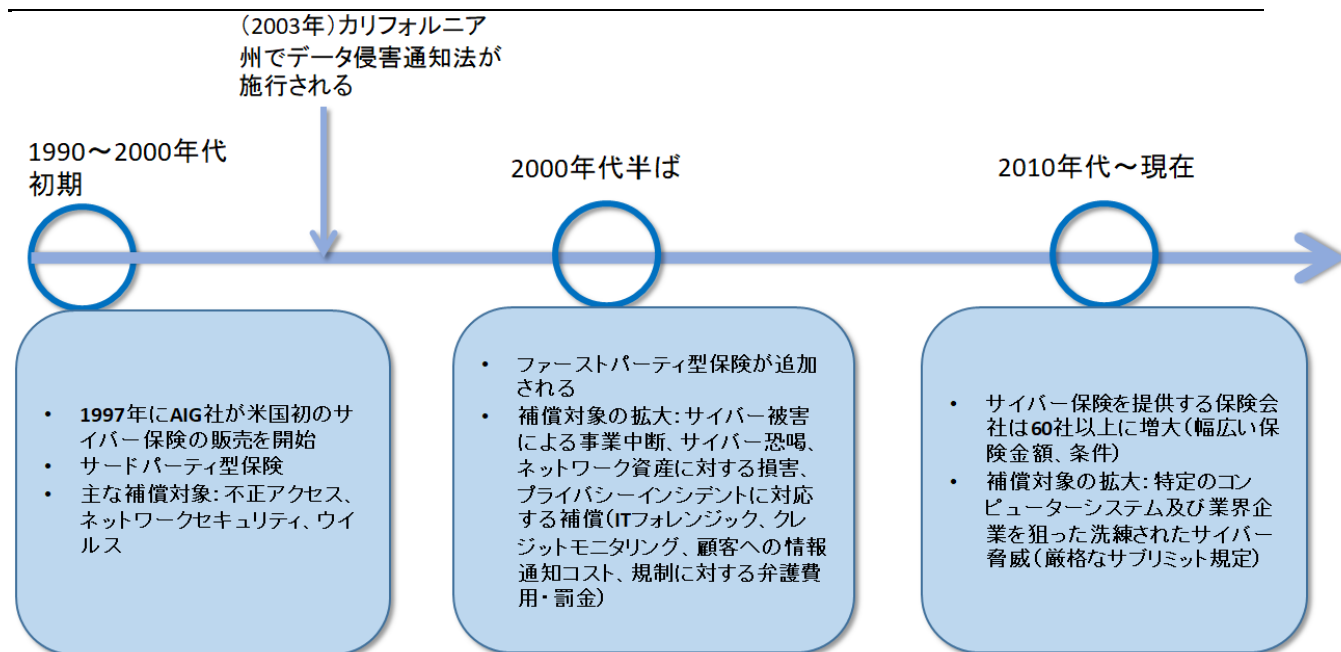 （2003年）カリフォルニア
州でデータ侵害通知法が
施行される
1990～2000年代
初期
2000年代半ば
2010年代～現在
• 1997年にAIG社が米国初のサ
イバー保険の販売を開始
• サードパーティ型保険
• 主な補償対象：不正アクセス、
ネットワークセキュリティ、ウイ
ルス
• ファーストパーティ型保険が追加
される
• 補償対象の拡大：サイバー被害
による事業中断、サイバー恐喝、
ネットワーク資産に対する損害、
プライバシーインシデントに対応
する補償（ITフォレンジック、クレ
ジットモニタリング、顧客への情報
通知コスト、規制に対する弁護費
用・罰金）
• サイバー保険を提供する保険会
社は60社以上に増大（幅広い保
険金額、条件）
• 補償対象の拡大：特定のコン
ピューターシステム及び業界企
業を狙った洗練されたサイバー
脅威（厳格なサブリミット規定）